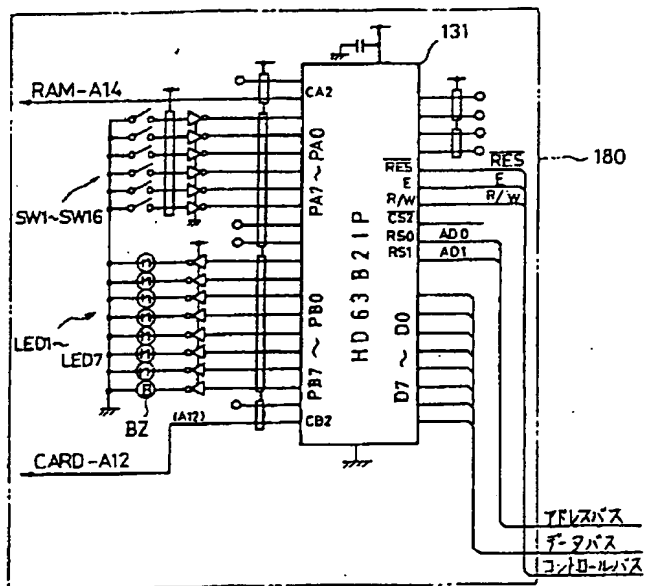 131
RAM-A14
CA2
PA0
~
PA7
SW1~SW16
RES
E
R/W
CS2
RS0
RS1
RES
E
R/W
AD0
AD1
180
HD63B21P
LED1~
LED7
PB0
~
PB7
D0
~
D7
BZ
B
(A12)
CB2
CARD-A12
アドレスバス
データバス
コントロールバス